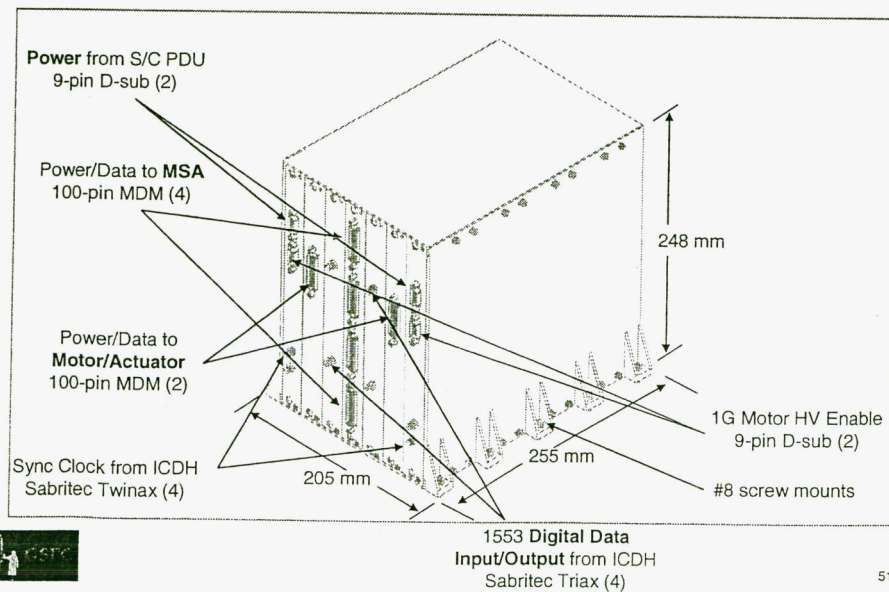 Power from S/C PDU
9-pin D-sub (2)
Power/Data to MSA
100-pin MDM (4)
248 mm
Power/Data to
Motor/Actuator
100-pin MDM (2)
1G Motor HV Enable
9-pin D-sub (2)
255 mm
Sync Clock from ICDH
Sabritec Twinax (4)
205 mm
#8 screw mounts
1553 Digital Data
Input/Output from ICDH
Sabritec Triax (4)
GSFC
51